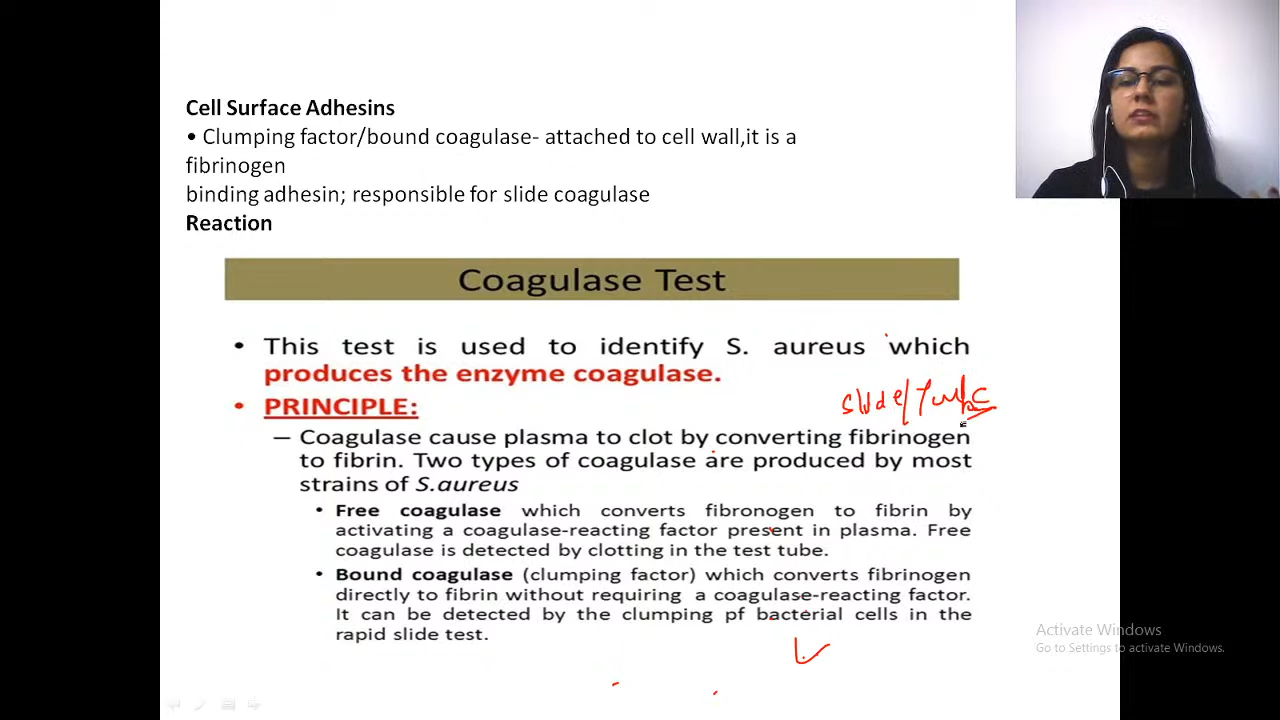 Cell Surface Adhesins
• Clumping factor/bound coagulase- attached to cell wall,it is a
fibrinogen
binding adhesin; responsible for slide coagulase
Reaction
Coagulase Test
• This test is used to identify S. aureus which
produces the enzyme coagulase.
• PRINCIPLE:
slide/Tube
– Coagulase cause plasma to clot by converting fibrinogen
to fibrin. Two types of coagulase are produced by most
strains of S.aureus
• Free coagulase which converts fibronogen to fibrin by
activating a coagulase-reacting factor present in plasma. Free
coagulase is detected by clotting in the test tube.
• Bound coagulase (clumping factor) which converts fibrinogen
directly to fibrin without requiring a coagulase-reacting factor.
It can be detected by the clumping pf bacterial cells in the
rapid slide test.
Activate Windows
Go to Settings to activate Windows.